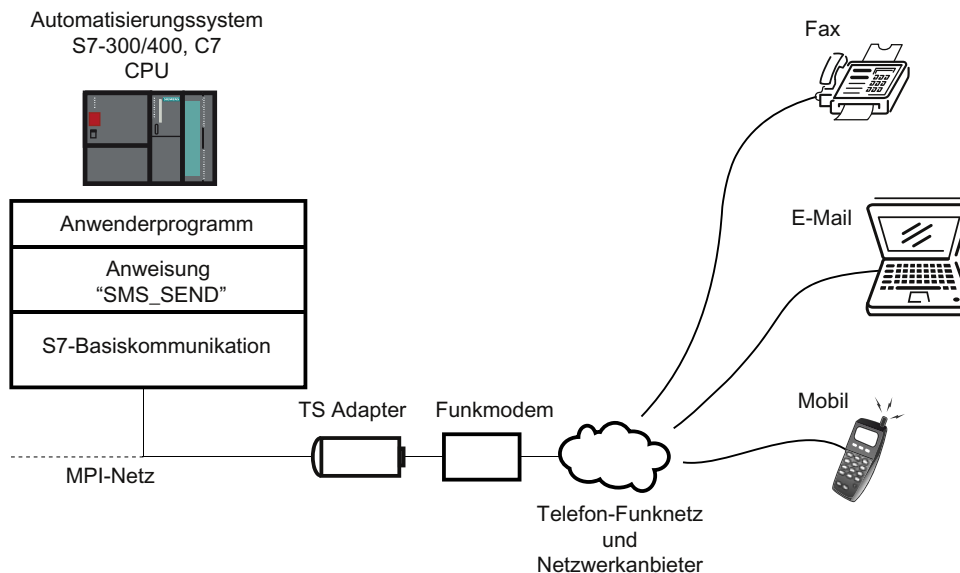 Automatisierungssystem
S7-300/400, C7
CPU
Anwenderprogramm
Anweisung
“SMS_SEND”
S7-Basiskommunikation
MPI-Netz
TS Adapter
Funkmodem
Telefon-Funknetz
und
Netzwerkanbieter
Fax
E-Mail
Mobil